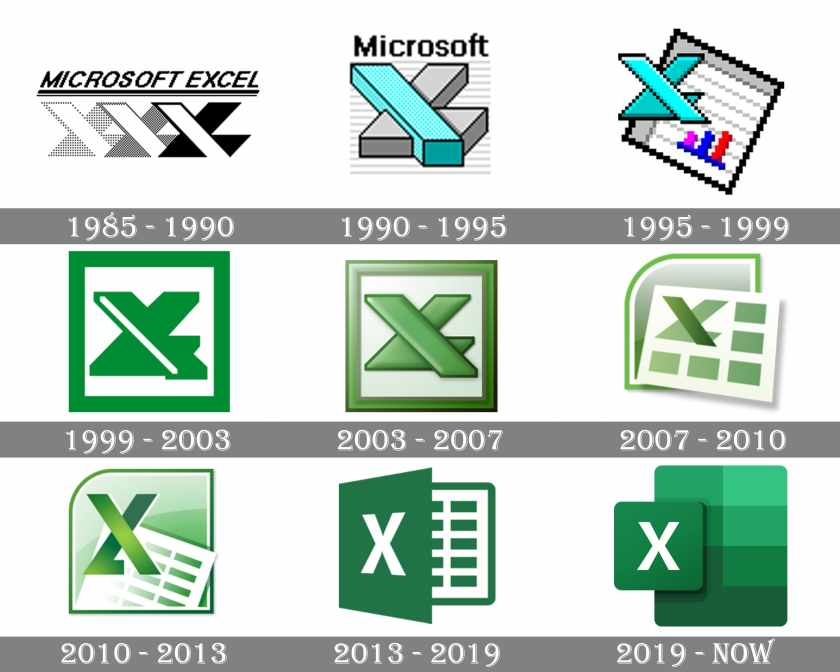 MICROSOFT EXCEL
Microsoft
1985 - 1990
1990 - 1995
1995 - 1999
1999 - 2003
2003 - 2007
2007 - 2010
X
X
2010 - 2013
2013 - 2019
2019 - NOW